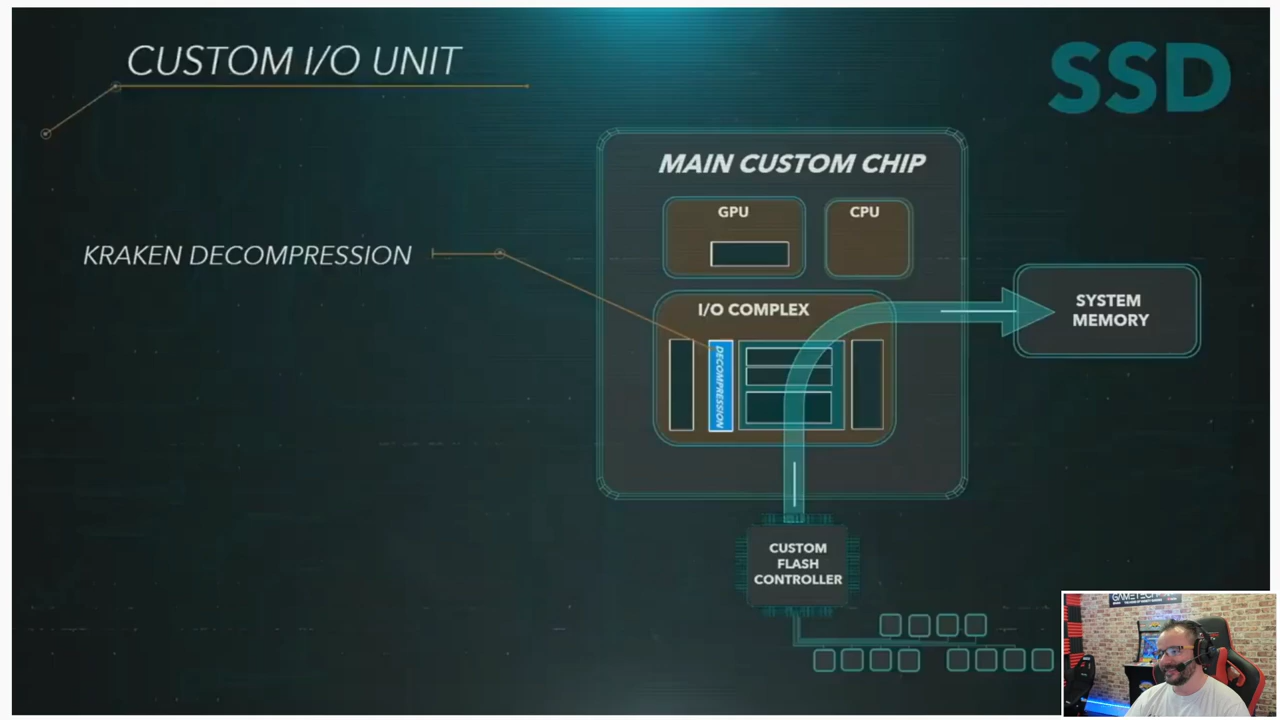 CUSTOM I/O UNIT
SSD
MAIN CUSTOM CHIP
GPU
CPU
KRAKEN DECOMPRESSION
I/O COMPLEX
DECOMPRESSION
SYSTEM
MEMORY
CUSTOM
FLASH
CONTROLLER